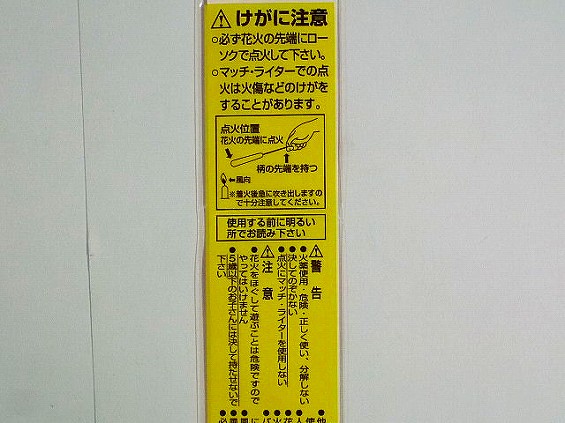 ⚠けがに注意
○必ず花火の先端にロー
ソクで点火して下さい。
○マッチ・ライターでの点
火は火傷などのけがを
することがあります。
点火位置
花火の先端に点火
柄の先端を持つ
←風向
※着火後急に吹き出しますの
で十分注意してください。
使用する前に明るい
所でお読み下さい
⚠警告
●火薬使用・危険・正しく使い、分解しない
●決してのぞかない
●点火にマッチ・ライターを使用しない
⚠注意
●花火をほぐして遊ぶことは危険ですので
やってはいけません
●5歳以下のお子さんには決して持たせないで
下さい